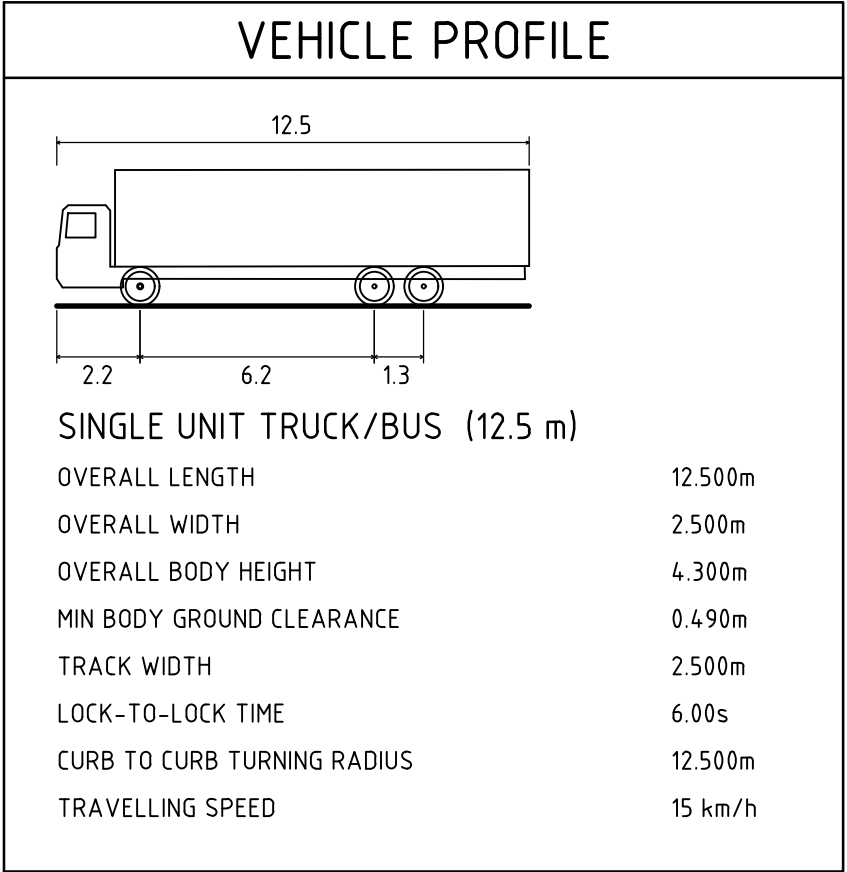 VEHICLE PROFILE
12.5
2.2 6.2 1.3
SINGLE UNIT TRUCK/BUS (12.5 m)
OVERALL LENGTH 12.500m
OVERALL WIDTH 2.500m
OVERALL BODY HEIGHT 4.300m
MIN BODY GROUND CLEARANCE 0.490m
TRACK WIDTH 2.500m
LOCK-TO-LOCK TIME 6.00s
CURB TO CURB TURNING RADIUS 12.500m
TRAVELLING SPEED 15 km/h